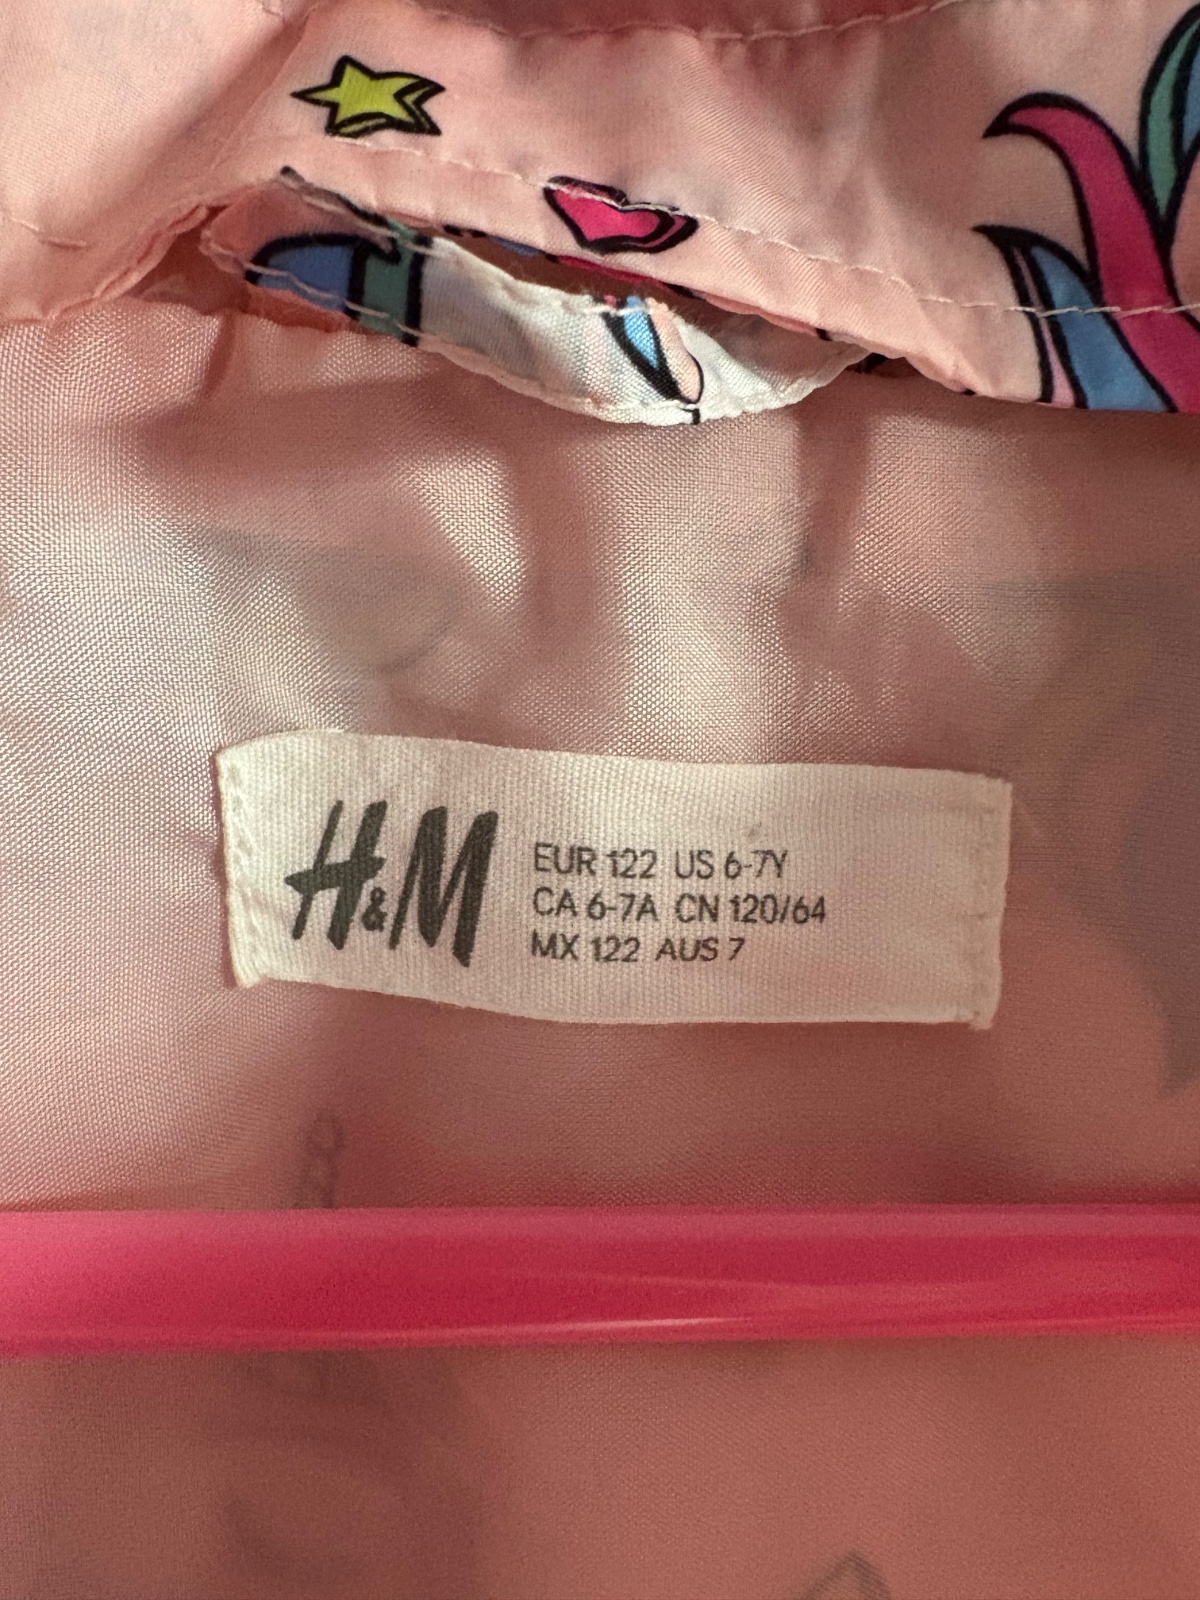 H&M
EUR 122 US 6-7Y
CA 6-7A CN 120/64
MX 122 AUS 7